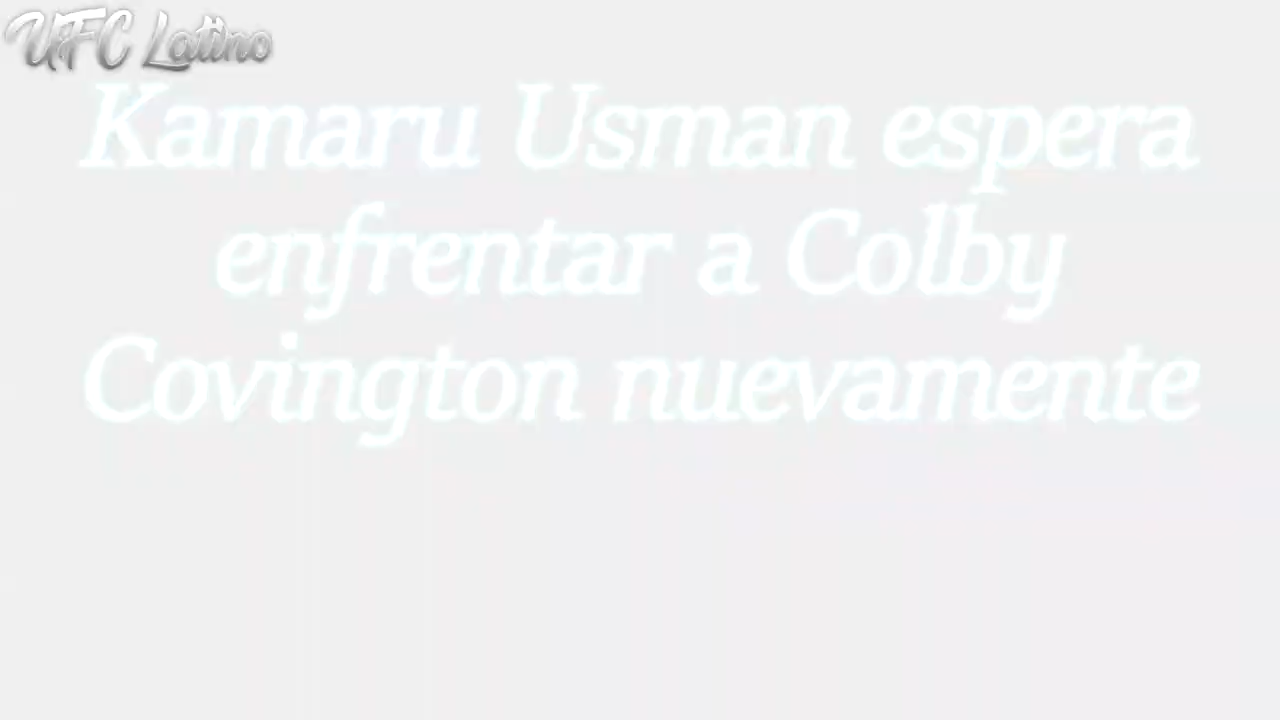 UFC Latino
Kamaru Usman espera
enfrentar a Colby
Covington nuevamente